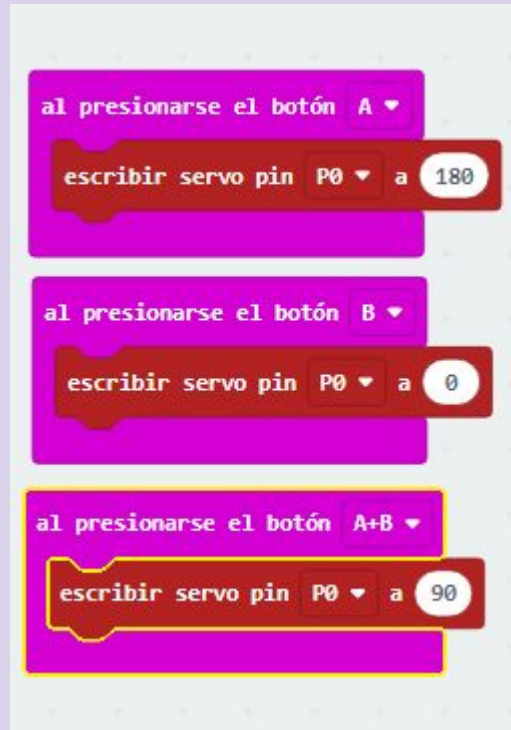 al presionarse el botón A
escribir servo pin P0 a 180
al presionarse el botón B
escribir servo pin P0 a 0
al presionarse el botón A+B
escribir servo pin P0 a 90